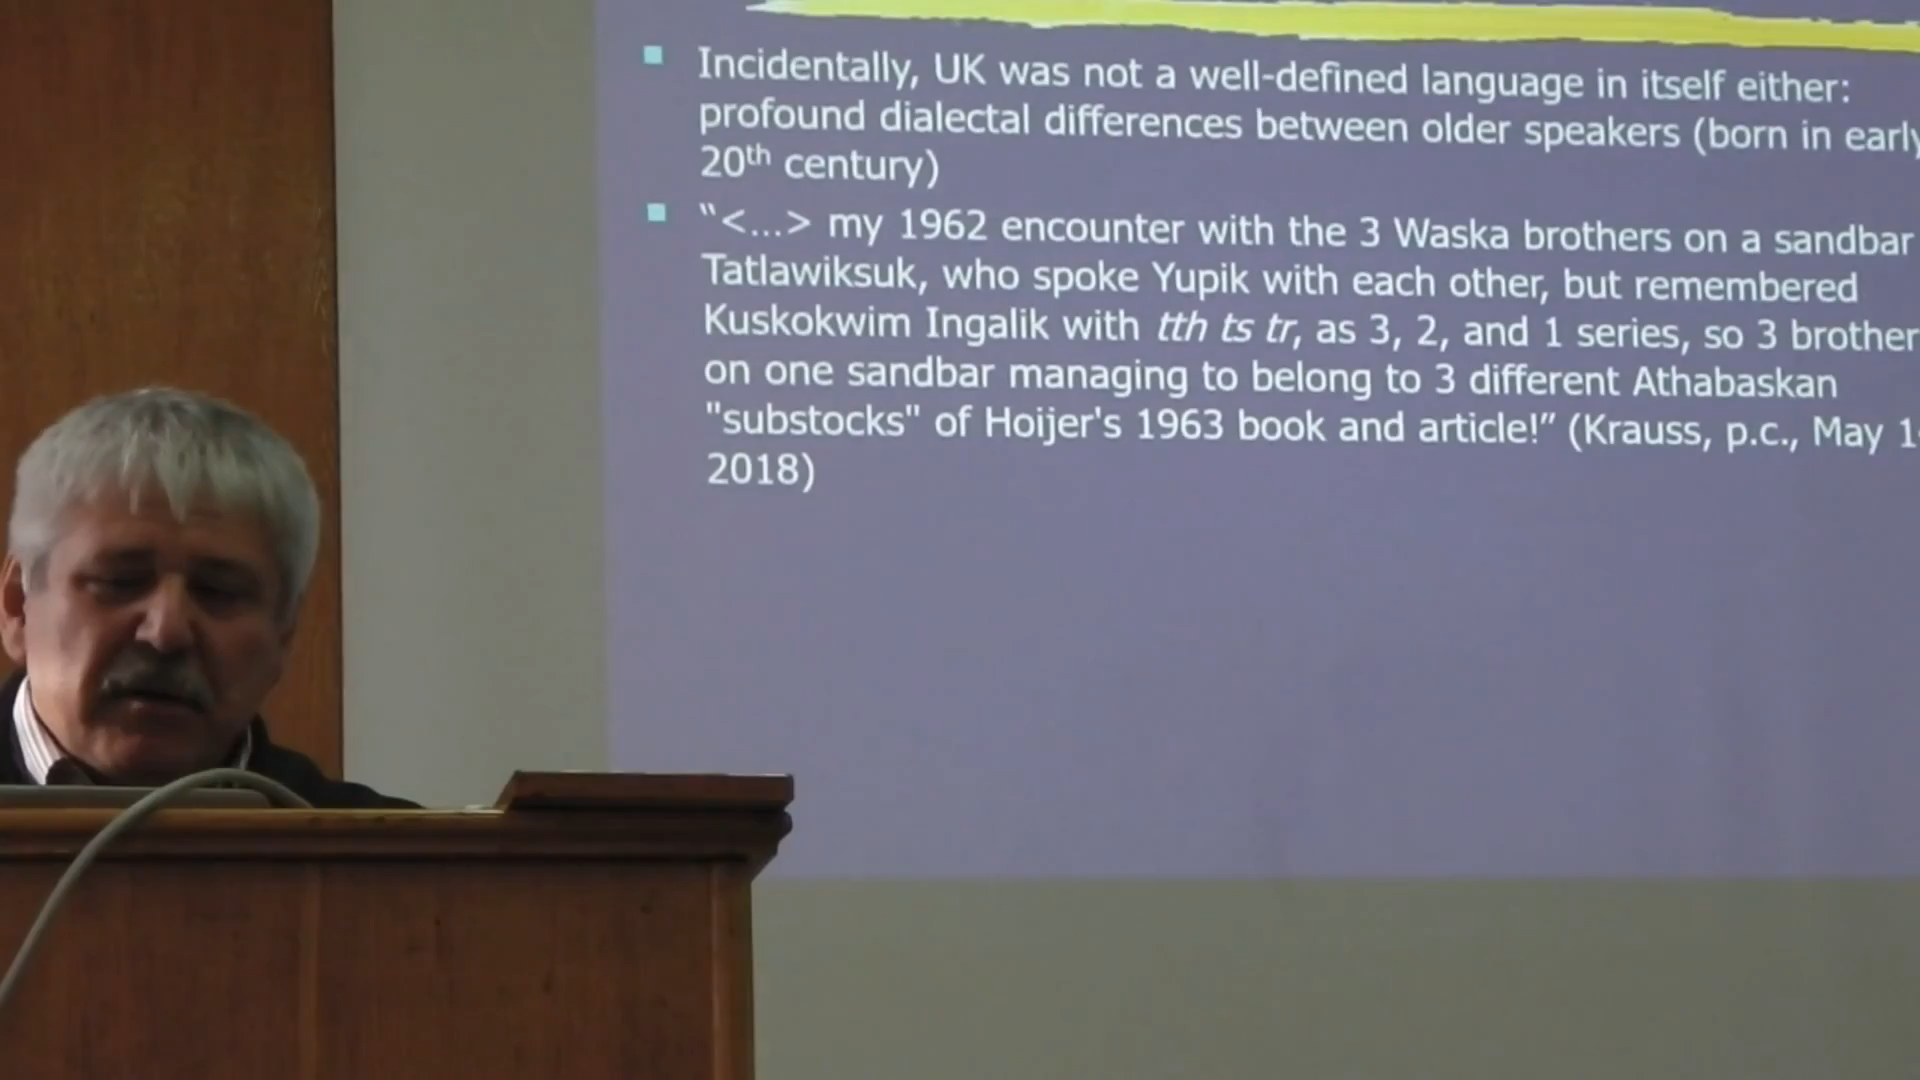 Incidentally, UK was not a well-defined language in itself either:
profound dialectal differences between older speakers (born in early
20th century)
"<...> my 1962 encounter with the 3 Waska brothers on a sandbar
Tatlawiksuk, who spoke Yupik with each other, but remembered
Kuskokwim Ingalik with tth ts tr, as 3, 2, and 1 series, so 3 brother
on one sandbar managing to belong to 3 different Athabaskan
"substocks" of Hoijer's 1963 book and article!" (Krauss, p.c., May
2018)